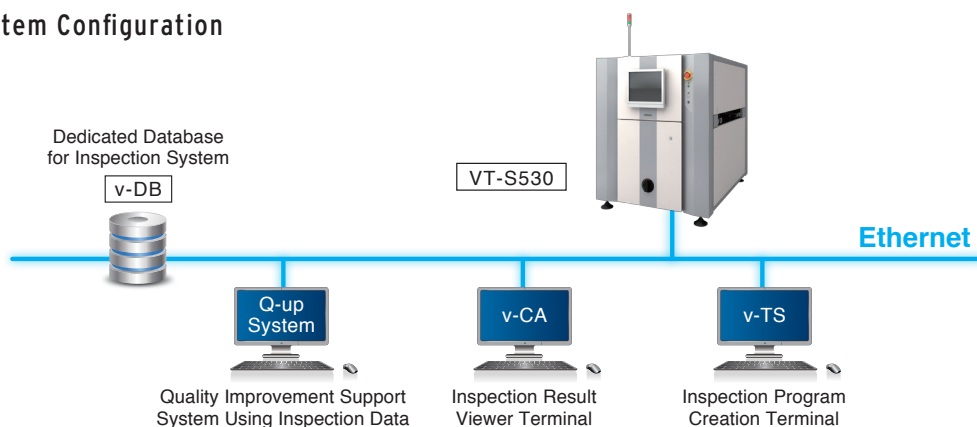 tem Configuration
Dedicated Database
for Inspection System
v-DB
VT-S530
Ethernet
Q-up
System
v-CA
v-TS
Quality Improvement Support
System Using Inspection Data
Inspection Result
Viewer Terminal
Inspection Program
Creation Terminal